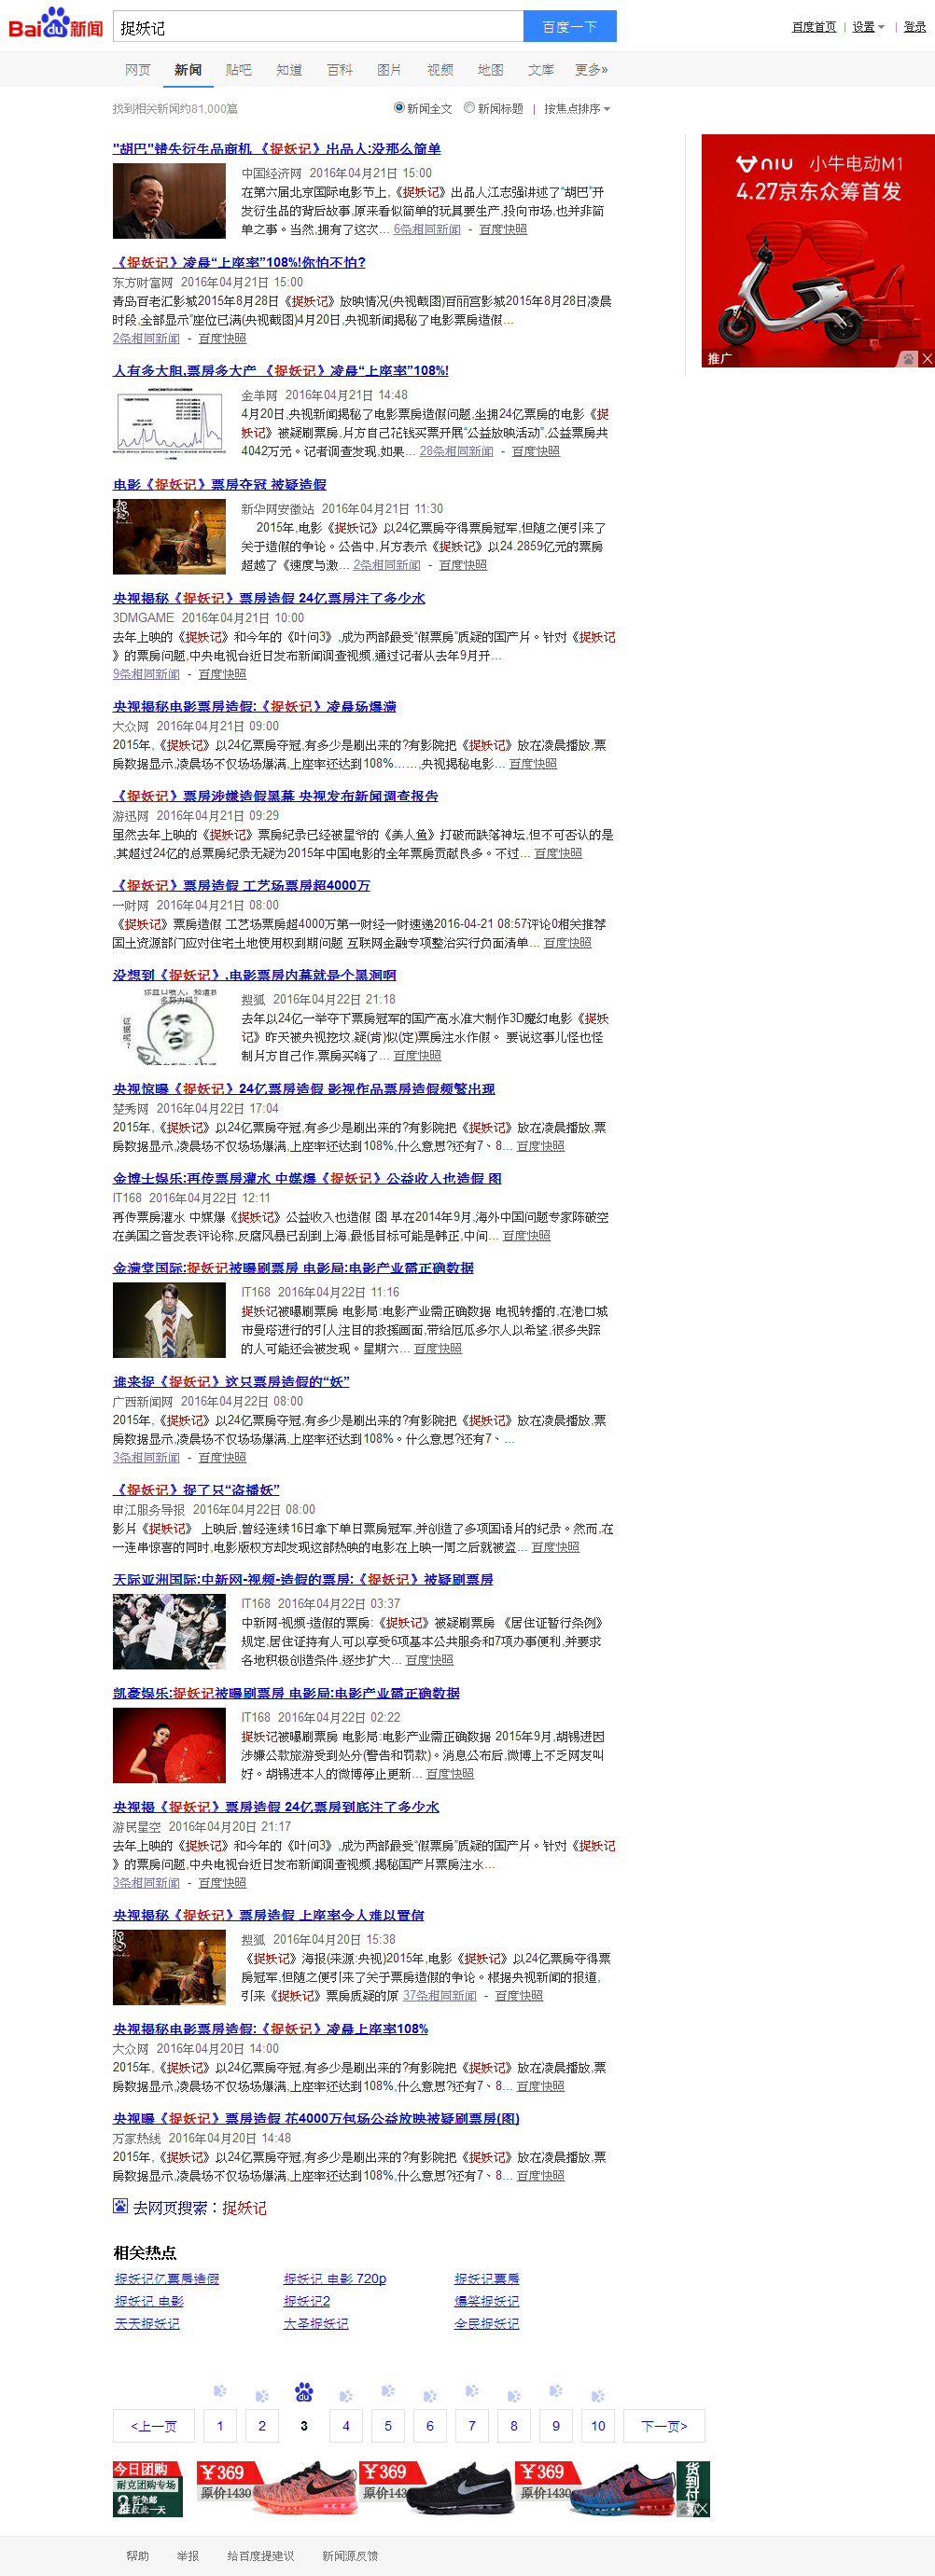 Bai du 新闻
捉妖记
百度一下
百度首页 | 设置 | 登录
网页 新闻 贴吧 知道 百科 图片 视频 地图 文库 更多»
找到相关新闻约81,000篇
新闻全文 新闻标题 | 按焦点排序
"胡巴"错失衍生品商机 《捉妖记》出品人:没那么简单
中国经济网 2016年04月21日 15:00
在第六届北京国际电影节上,《捉妖记》出品人江志强讲述了“胡巴”开
发衍生品的背后故事,原来看似简单的玩具要生产,投向市场,也并非简
单之事。当然,拥有了这次... 6条相同新闻 - 百度快照
NIU 小牛电动M1
4.27京东众筹首发
推广
《捉妖记》凌晨“上座率”108%!你怕不怕?
东方财富网 2016年04月21日 15:00
青岛百老汇影城2015年8月28日《捉妖记》放映情况(央视截图)百丽宫影城2015年8月28日凌晨
时段,全部显示“座位已满(央视截图)4月20日,央视新闻揭秘了电影票房造假...
2条相同新闻 - 百度快照
人有多大胆,票房多大产 《捉妖记》凌晨“上座率”108%!
金羊网 2016年04月21日 14:48
4月20日,央视新闻揭秘了电影票房造假问题,坐拥24亿票房的电影《捉
妖记》被疑刷票房,片方自己花钱买票开展“公益放映活动”,公益票房共
4042万元。记者调查发现,如果... 28条相同新闻 - 百度快照
电影《捉妖记》票房夺冠 被疑造假
新华网安徽站 2016年04月21日 11:30
2015年,电影《捉妖记》以24亿票房夺得票房冠军,但随之便引来了
关于造假的争论。公告中,片方表示《捉妖记》以24.2859亿元的票房
超越了《速度与激... 2条相同新闻 - 百度快照
央视揭秘《捉妖记》票房造假 24亿票房注了多少水
3DMGAME 2016年04月21日 10:00
去年上映的《捉妖记》和今年的《叶问3》,成为两部最受“假票房”质疑的国产片。针对《捉妖记
》的票房问题,中央电视台近日发布新闻调查视频,通过记者从去年9月开...
9条相同新闻 - 百度快照
央视揭秘电影票房造假:《捉妖记》凌晨场爆满
大众网 2016年04月21日 09:00
2015年,《捉妖记》以24亿票房夺冠,有多少是刷出来的?有影院把《捉妖记》放在凌晨播放,票
房数据显示,凌晨场不仅场场爆满,上座率还达到108%……,央视揭秘电影... 百度快照
《捉妖记》票房涉嫌造假黑幕 央视发布新闻调查报告
游迅网 2016年04月21日 09:29
虽然去年上映的《捉妖记》票房纪录已经被星爷的《美人鱼》打破而跌落神坛,但不可否认的是
,其超过24亿的总票房纪录无疑为2015年中国电影的全年票房贡献良多。不过... 百度快照
《捉妖记》票房造假 工艺场票房超4000万
一财网 2016年04月21日 08:00
《捉妖记》票房造假 工艺场票房超4000万第一财经一财速递2016-04-21 08:57评论0相关推荐
国土资源部门应对住宅土地使用权到期问题 互联网金融专项整治实行负面清单... 百度快照
没想到《捉妖记》,电影票房内幕就是个黑洞啊
搜狐 2016年04月22日 21:18
去年以24亿一举夺下票房冠军的国产高水准大制作3D魔幻电影《捉妖
记》昨天被央视挖坟,疑(肯)似(定)票房注水作假。 要说这事儿怪也怪
制片方自己作,票房买嗨了... 百度快照
央视惊曝《捉妖记》24亿票房造假 影视作品票房造假频繁出现
楚秀网 2016年04月22日 17:04
2015年,《捉妖记》以24亿票房夺冠,有多少是刷出来的?有影院把《捉妖记》放在凌晨播放,票
房数据显示,凌晨场不仅场场爆满,上座率还达到108%,什么意思?还有7、8... 百度快照
金博士娱乐:再传票房灌水 中媒爆《捉妖记》公益收入也造假 图
IT168 2016年04月22日 12:11
再传票房灌水 中媒爆《捉妖记》公益收入也造假 图 早在2014年9月,海外中国问题专家陈破空
在美国之音发表评论称,反腐风暴已刮到上海,最低目标可能是韩正,中间... 百度快照
金满堂国际:捉妖记被曝刷票房 电影局:电影产业需正确数据
IT168 2016年04月22日 11:16
捉妖记被曝刷票房 电影局:电影产业需正确数据 电视转播的,在港口城
市曼塔进行的引人注目的救援画面,带给厄瓜多尔人以希望,很多失踪
的人可能还会被发现。星期六... 百度快照
谁来捉《捉妖记》这只票房造假的“妖”
广西新闻网 2016年04月22日 08:00
2015年,《捉妖记》以24亿票房夺冠,有多少是刷出来的?有影院把《捉妖记》放在凌晨播放,票
房数据显示,凌晨场不仅场场爆满,上座率还达到108%。什么意思?还有7、...
3条相同新闻 - 百度快照
《捉妖记》捉了只“盗播妖”
申江服务导报 2016年04月22日 08:00
影片《捉妖记》 上映后,曾经连续16日拿下单日票房冠军,并创造了多项国语片的纪录。然而,在
一连串惊喜的同时,电影版权方却发现这部热映的电影在上映一周之后就被盗... 百度快照
天际亚洲国际:中新网-视频-造假的票房:《捉妖记》被疑刷票房
IT168 2016年04月22日 03:37
中新网-视频-造假的票房:《捉妖记》被疑刷票房 《居住证暂行条例》
规定,居住证持有人可以享受6项基本公共服务和7项办事便利,并要求
各地积极创造条件,逐步扩大... 百度快照
凯豪娱乐:捉妖记被曝刷票房 电影局:电影产业需正确数据
IT168 2016年04月22日 02:22
捉妖记被曝刷票房 电影局:电影产业需正确数据 2015年9月,胡锡进因
涉嫌公款旅游受到处分(警告和罚款)。消息公布后,微博上不乏网友叫
好。胡锡进本人的微博停止更新... 百度快照
央视揭《捉妖记》票房造假 24亿票房到底注了多少水
游民星空 2016年04月20日 21:17
去年上映的《捉妖记》和今年的《叶问3》,成为两部最受“假票房”质疑的国产片。针对《捉妖记
》的票房问题,中央电视台近日发布新闻调查视频,揭秘国产片票房注水...
3条相同新闻 - 百度快照
央视揭秘《捉妖记》票房造假 上座率令人难以置信
搜狐 2016年04月20日 15:38
《捉妖记》海报(来源:央视)2015年,电影《捉妖记》以24亿票房夺得票
房冠军,但随之便引来了关于票房造假的争论。根据央视新闻的报道,
引来《捉妖记》票房质疑的原 37条相同新闻 - 百度快照
央视揭秘电影票房造假:《捉妖记》凌晨上座率108%
大众网 2016年04月20日 14:00
2015年,《捉妖记》以24亿票房夺冠,有多少是刷出来的?有影院把《捉妖记》放在凌晨播放,票
房数据显示,凌晨场不仅场场爆满,上座率还达到108%,什么意思?还有7、8... 百度快照
央视曝《捉妖记》票房造假 花4000万包场公益放映被疑刷票房(图)
万家热线 2016年04月20日 14:48
2015年,《捉妖记》以24亿票房夺冠,有多少是刷出来的?有影院把《捉妖记》放在凌晨播放,票
房数据显示,凌晨场不仅场场爆满,上座率还达到108%,什么意思?还有7、8... 百度快照
去网页搜索：捉妖记
相关热点
捉妖记亿票房造假 捉妖记 电影 720p 捉妖记票房
捉妖记 电影 捉妖记2 爆笑捉妖记
天天捉妖记 大圣捉妖记 全民捉妖记
<上一页 1 2 3 4 5 6 7 8 9 10 下一页>
今日团购
耐克团购专场
¥369 原价1430
¥369 原价143
¥369 原价1430
货到付
帮助 举报 给百度提建议 新闻源反馈